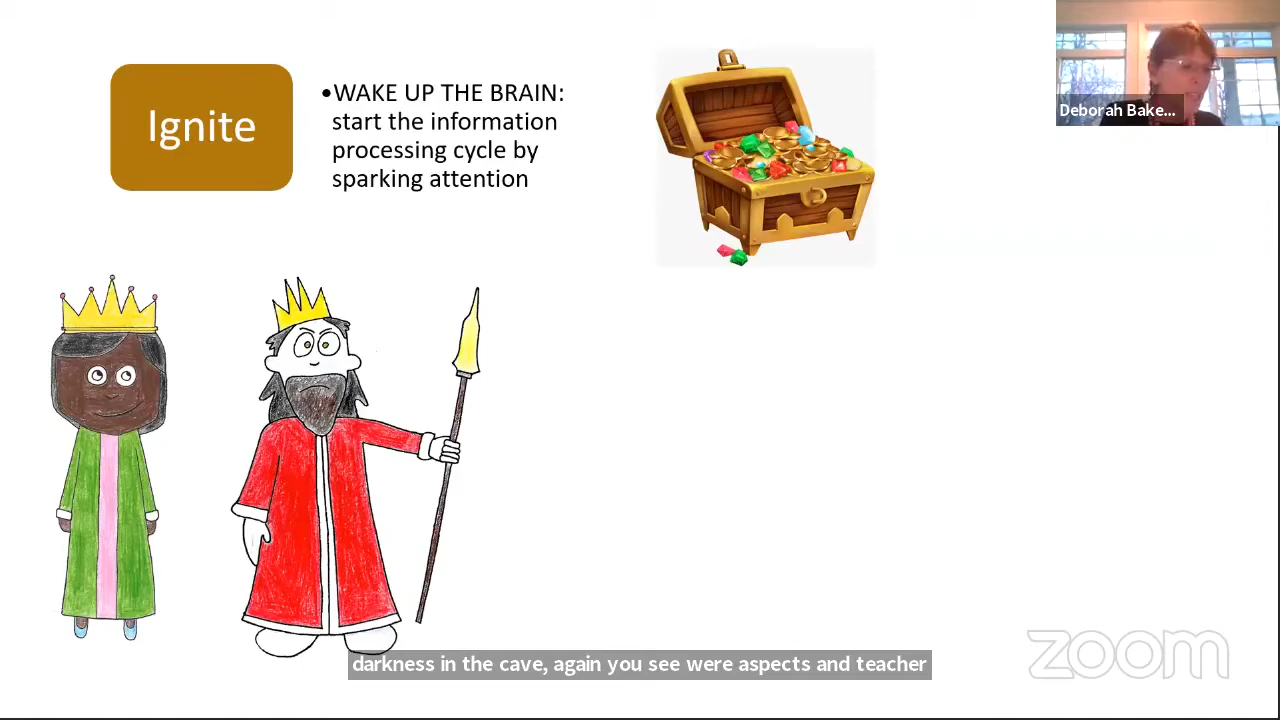 Ignite
•WAKE UP THE BRAIN:
start the information
processing cycle by
sparking attention
Deborah Bake...
darkness in the cave, again you see were aspects and teacher
zoom